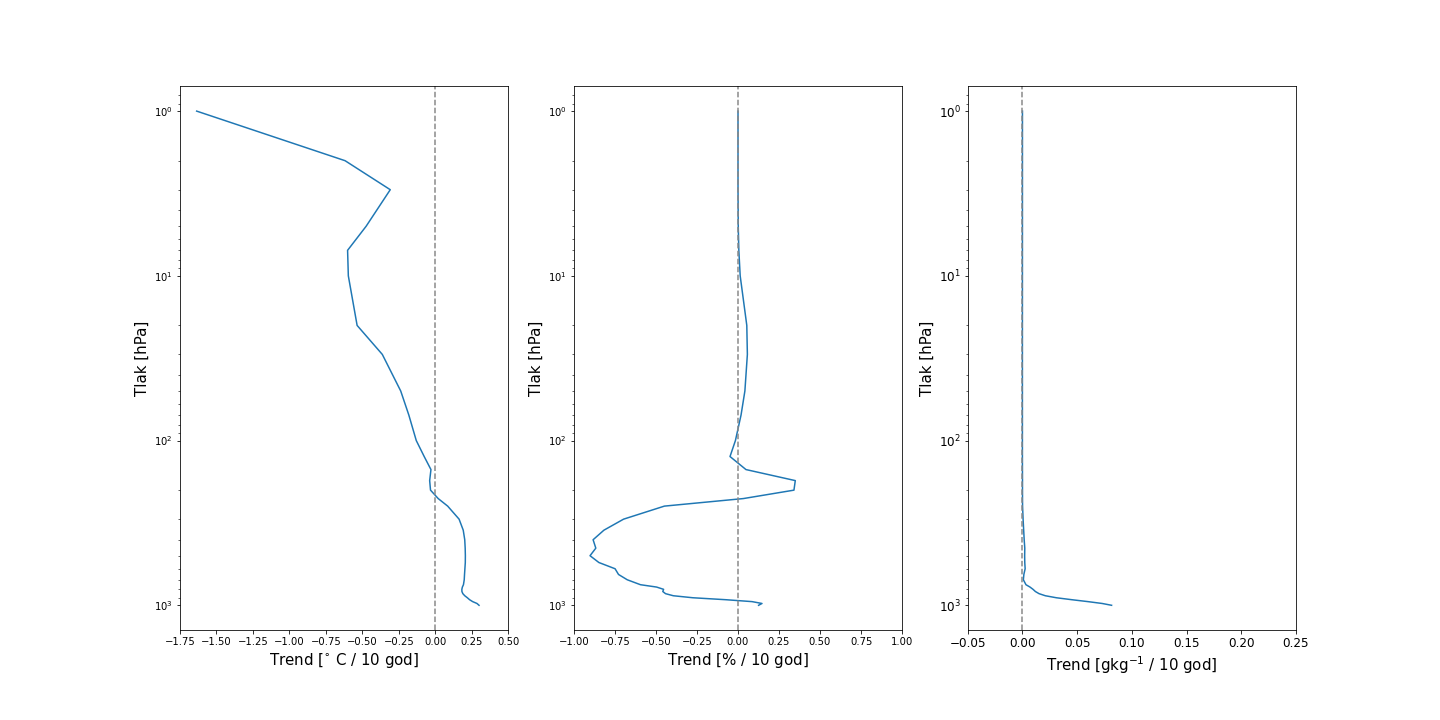 10⁰
10¹
10²
10³
Tlak [hPa]
−1.75 −1.50 −1.25 −1.00 −0.75 −0.50 −0.25 0.00 0.25 0.50
Trend [° C / 10 god]
10⁰
10¹
10²
10³
Tlak [hPa]
−1.00 −0.75 −0.50 −0.25 0.00 0.25 0.50 0.75 1.00
Trend [% / 10 god]
10⁰
10¹
10²
10³
Tlak [hPa]
−0.05 0.00 0.05 0.10 0.15 0.20 0.25
Trend [gkg⁻¹ / 10 god]